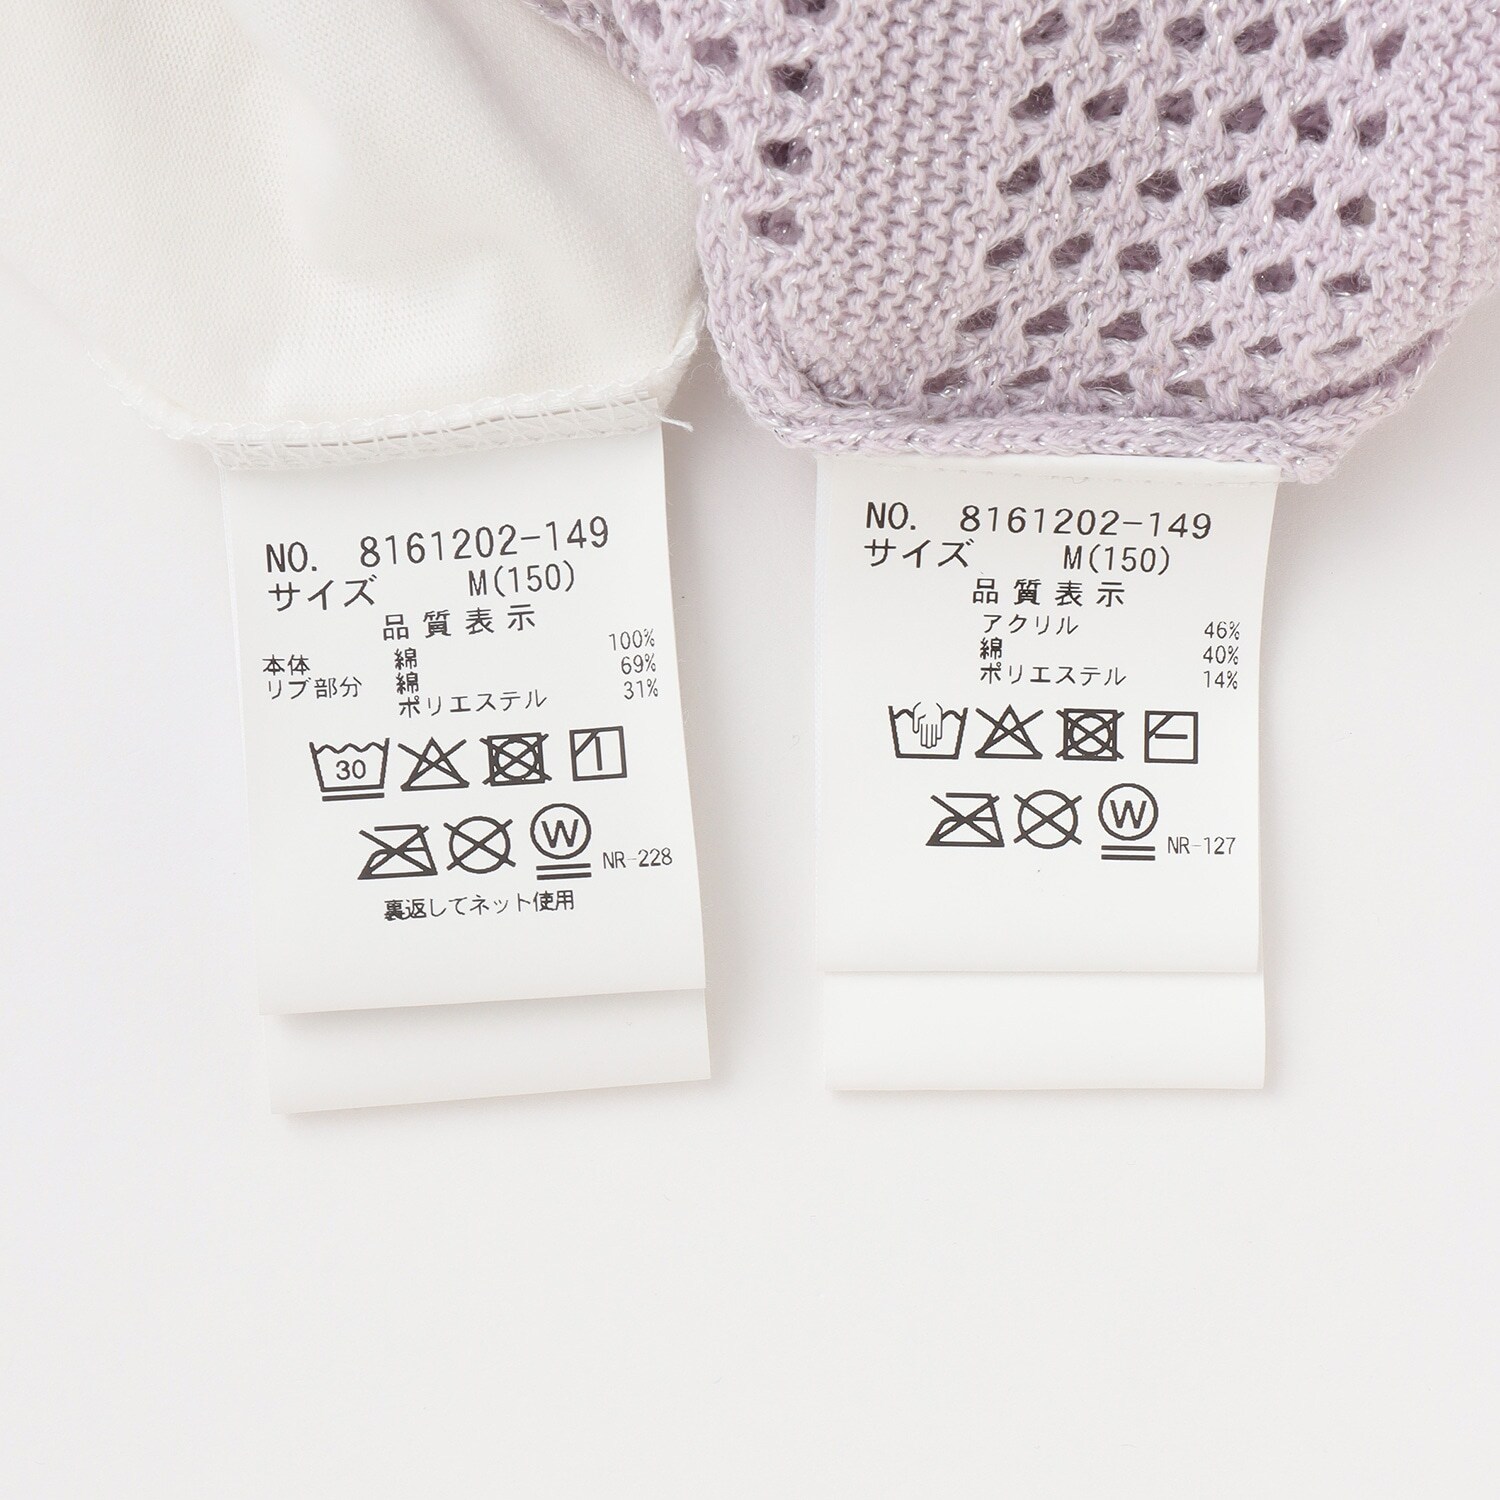 NO. 8161202-149
サイズ M(150)
品質表示
本体 綿 100%
リブ部分 綿 69%
ポリエステル 31%
30
W
NR-228
裏返してネット使用
NO. 8161202-149
サイズ M(150)
品質表示
アクリル 46%
綿 40%
ポリエステル 14%
W
NR-127